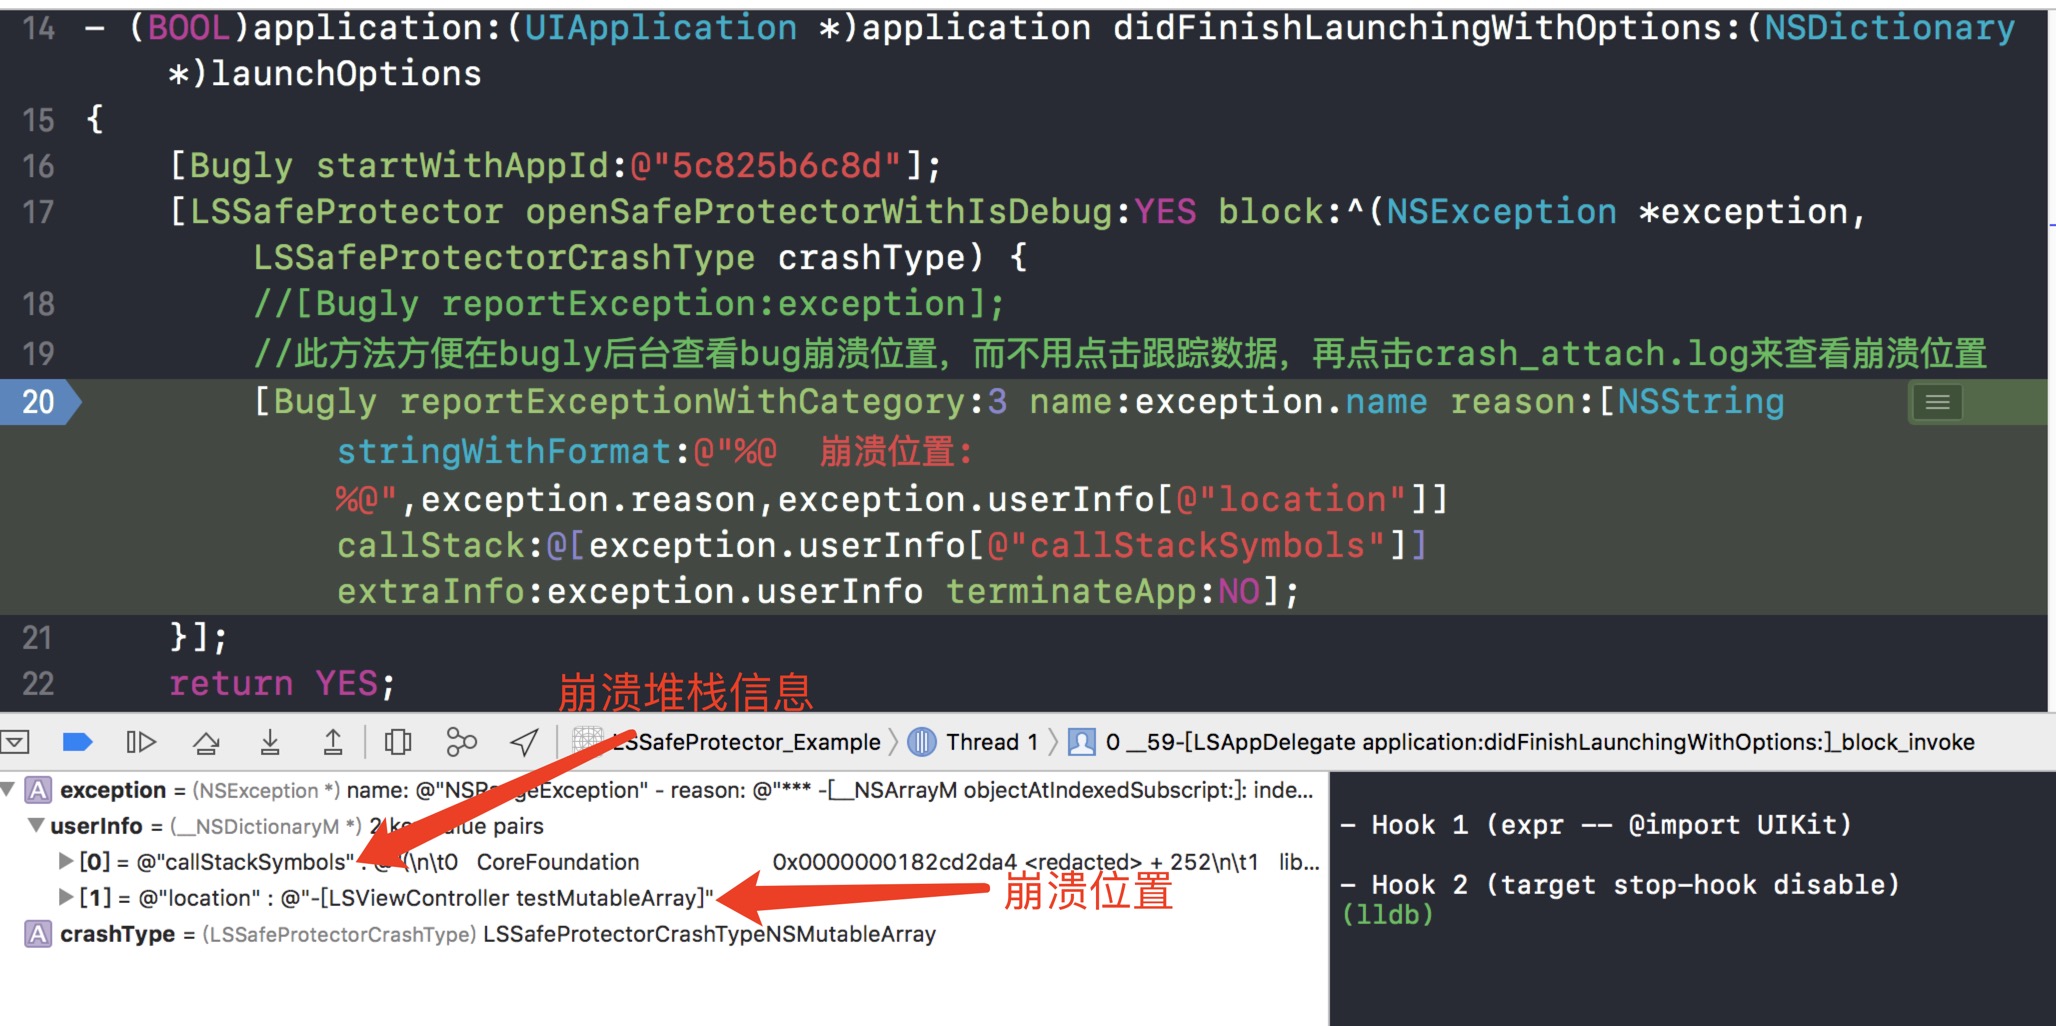 14 - (BOOL)application:(UIApplication *)application didFinishLaunchingWithOptions:(NSDictionary
*)launchOptions
15 {
16 [Bugly startWithAppId:@"5c825b6c8d"];
17 [LSSafeProtector openSafeProtectorWithIsDebug:YES block:^(NSException *exception,
LSSafeProtectorCrashType crashType) {
18 //[Bugly reportException:exception];
19 //此方法方便在bugly后台查看bug崩溃位置，而不用点击跟踪数据，再点击crash_attach.log来查看崩溃位置
20 [Bugly reportExceptionWithCategory:3 name:exception.name reason:[NSString
stringWithFormat:@"%@  崩溃位置:
%@",exception.reason,exception.userInfo[@"location"]]
callStack:@[exception.userInfo[@"callStackSymbols"]]
extraInfo:exception.userInfo terminateApp:NO];
21 }];
22 return YES;
崩溃堆栈信息
LSSafeProtector_Example Thread 1 0 __59-[LSAppDelegate application:didFinishLaunchingWithOptions:]_block_invoke
A exception = (NSException *) name: @"NSRangeException" - reason: @"*** -[__NSArrayM objectAtIndexedSubscript:]: inde...
userInfo = (__NSDictionaryM *) 2 key/value pairs
[0] = @"callStackSymbols" : @"(\n\t0 CoreFoundation 0x0000000182cd2da4 <redacted> + 252\n\t1 lib...
[1] = @"location" : @"-[LSViewController testMutableArray]"
崩溃位置
A crashType = (LSSafeProtectorCrashType) LSSafeProtectorCrashTypeNSMutableArray
- Hook 1 (expr -- @import UIKit)
- Hook 2 (target stop-hook disable)
(lldb)